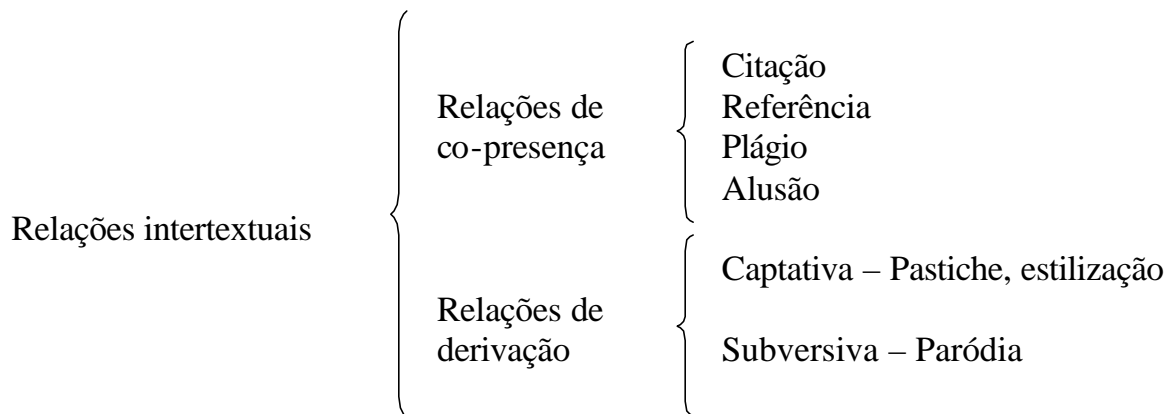 Relações intertextuais
Relações de
co-presença
Citação
Referência
Plágio
Alusão
Relações de
derivação
Captativa – Pastiche, estilização
Subversiva – Paródia